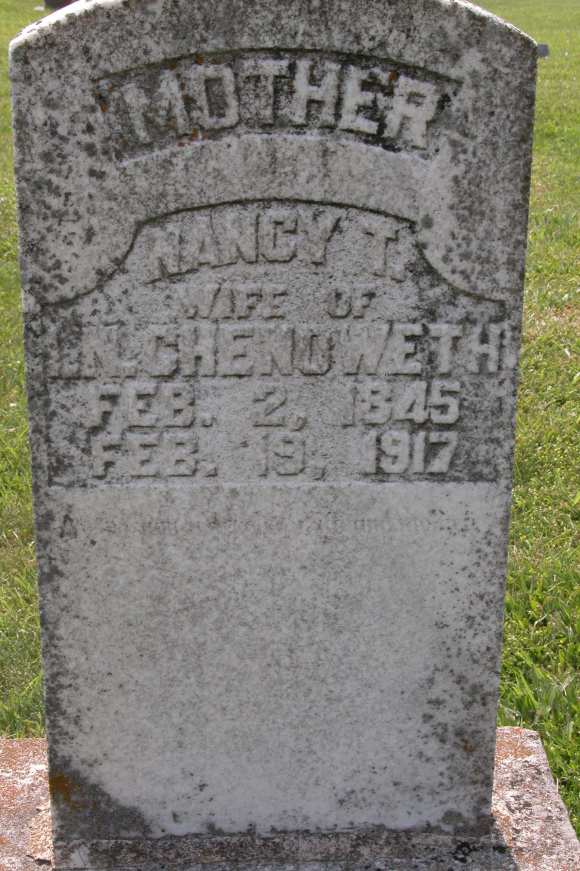 MOTHER
NANCY T.
WIFE OF
I.N. CHENOWETH
FEB. 2, 1845
FEB. 19, 1917